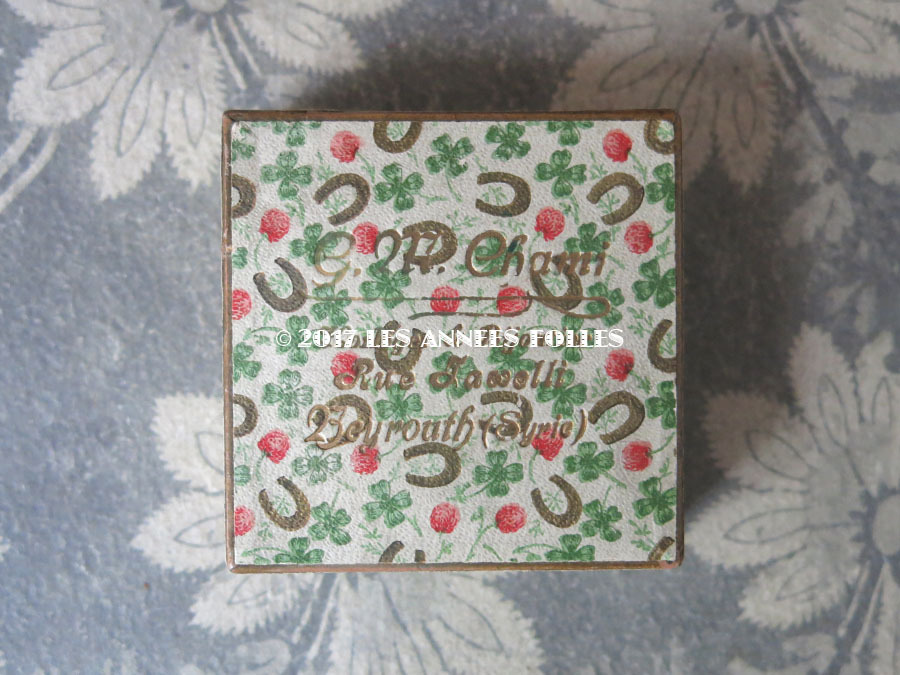 G. M. Chami
© 2017 LES ANNEES FOLLES
Rue Tawelli
Beyrouth (Syrie)